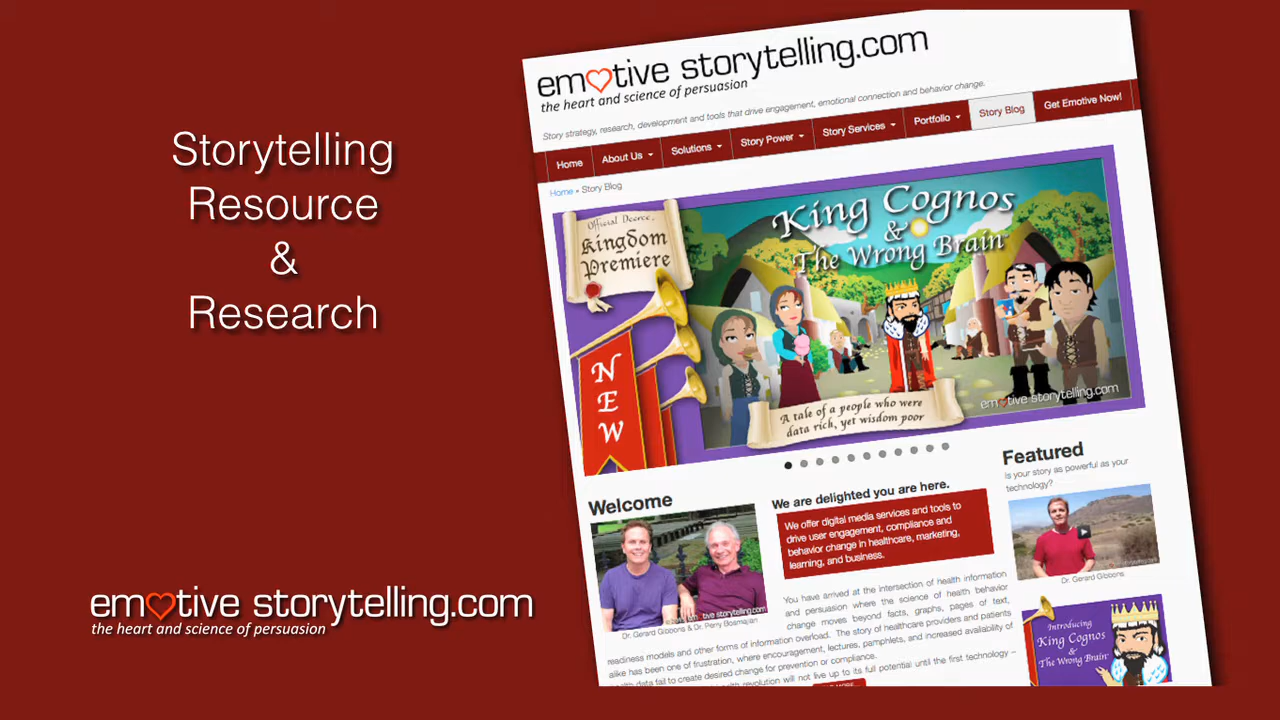 Storytelling
Resource
&
Research
emotive storytelling.com
the heart and science of persuasion
emotive storytelling.com
the heart and science of persuasion
Story strategy, research, development and tools that drive engagement, emotional connection and behavior change.
Home About Us Solutions Story Power Story Services Portfolio Story Blog Get Emotive Now!
Home » Story Blog
Official Decree,
Kingdom
Premiere
King Cognos
&
The Wrong Brain
NEW
A tale of a people who were
data rich, yet wisdom poor
emotive storytelling.com
Welcome
Dr. Gerard Gibbons & Dr. Perry Bosmajian
We are delighted you are here.
We offer digital media services and tools to
drive user engagement, compliance and
behavior change in healthcare, marketing,
learning, and business.
You have arrived at the intersection of health information
and persuasion where the science of health behavior
change moves beyond facts, graphs, pages of text,
readiness models and other forms of information overload. The story of healthcare providers and patients
alike has been one of frustration, where encouragement, lectures, pamphlets, and increased availability of
health data fail to create desired change for prevention or compliance.
health revolution will not live up to its full potential until the first technology –
Featured
is your story as powerful as your
technology?
Dr. Gerard Gibbons
Introducing
King Cognos
&
The Wrong Brain